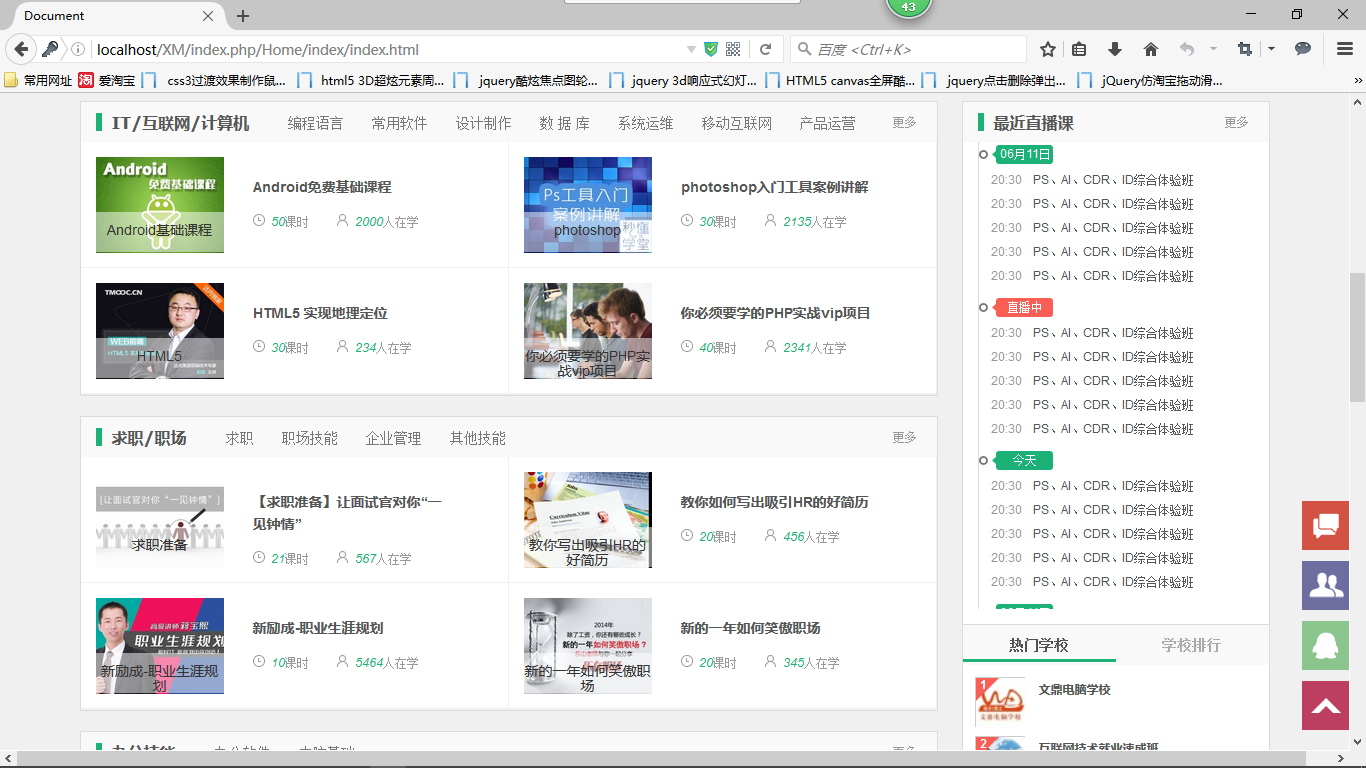 Document
43
localhost/XM/index.php/Home/index/index.html
百度 <Ctrl+K>
常用网址
淘 爱淘宝
css3过渡效果制作鼠...
html5 3D超炫元素周...
jquery酷炫焦点图轮...
jquery 3d响应式幻灯...
HTML5 canvas全屏酷...
jquery点击删除弹出...
jQuery仿淘宝拖动滑...
IT/互联网/计算机 编程语言 常用软件 设计制作 数 据 库 系统运维 移动互联网 产品运营 更多
Android
免费基础课程
Android基础课程
Android免费基础课程
50课时 2000人在学
Ps工具入门
案例讲解
秒懂
学堂
photoshop
photoshop入门工具案例讲解
30课时 2135人在学
TMOOC.CN
WEB前端
HTML5
HTML5 实现地理定位
30课时 234人在学
你必须要学的PHP实
战vip项目
你必须要学的PHP实战vip项目
40课时 2341人在学
求职/职场 求职 职场技能 企业管理 其他技能 更多
[让面试官对你“一见钟情”]
求职准备
【求职准备】让面试官对你“一
见钟情”
21课时 567人在学
Curriculum Vitae
教你写出吸引HR的
好简历
教你如何写出吸引HR的好简历
20课时 456人在学
职业生涯规划
新励成-职业生涯规
划
新励成-职业生涯规划
10课时 5464人在学
2014年
除了工资，你还有哪些成长？
新的一年如何笑傲职场？
新的一年如何笑傲职
场
新的一年如何笑傲职场
20课时 345人在学
办公技能 办公软件 电脑基础 更多
最近直播课 更多
06月11日
20:30 PS、AI、CDR、ID综合体验班
20:30 PS、AI、CDR、ID综合体验班
20:30 PS、AI、CDR、ID综合体验班
20:30 PS、AI、CDR、ID综合体验班
20:30 PS、AI、CDR、ID综合体验班
直播中
20:30 PS、AI、CDR、ID综合体验班
20:30 PS、AI、CDR、ID综合体验班
20:30 PS、AI、CDR、ID综合体验班
20:30 PS、AI、CDR、ID综合体验班
20:30 PS、AI、CDR、ID综合体验班
今天
20:30 PS、AI、CDR、ID综合体验班
20:30 PS、AI、CDR、ID综合体验班
20:30 PS、AI、CDR、ID综合体验班
20:30 PS、AI、CDR、ID综合体验班
20:30 PS、AI、CDR、ID综合体验班
热门学校 学校排行
1
文鼎电脑学校
文鼎电脑学校
2
互联网技术就业速成班